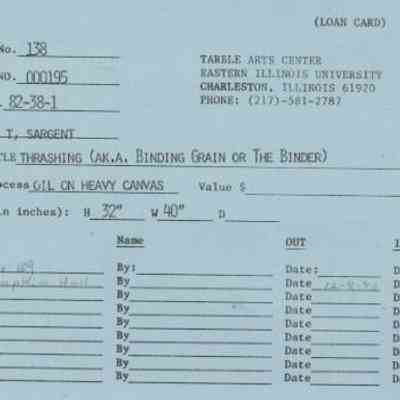 (LOAN CARD)
No. 138
NO. 000195
82-38-1
TARBLE ARTS CENTER
EASTERN ILLINOIS UNIVERSITY
CHARLESTON, ILLINOIS 61920
PHONE: (217)-581-2787
T, SARGENT
TLE THRASHING (AK.A. BINDING GRAIN OR THE BINDER)
ocess OIL ON HEAVY CANVAS Value $
in inches): H 32" W 40" D
Name OUT
By: Date:
By Date
By Date
By Date
By Date
By Date
By Date
By Date
By Date